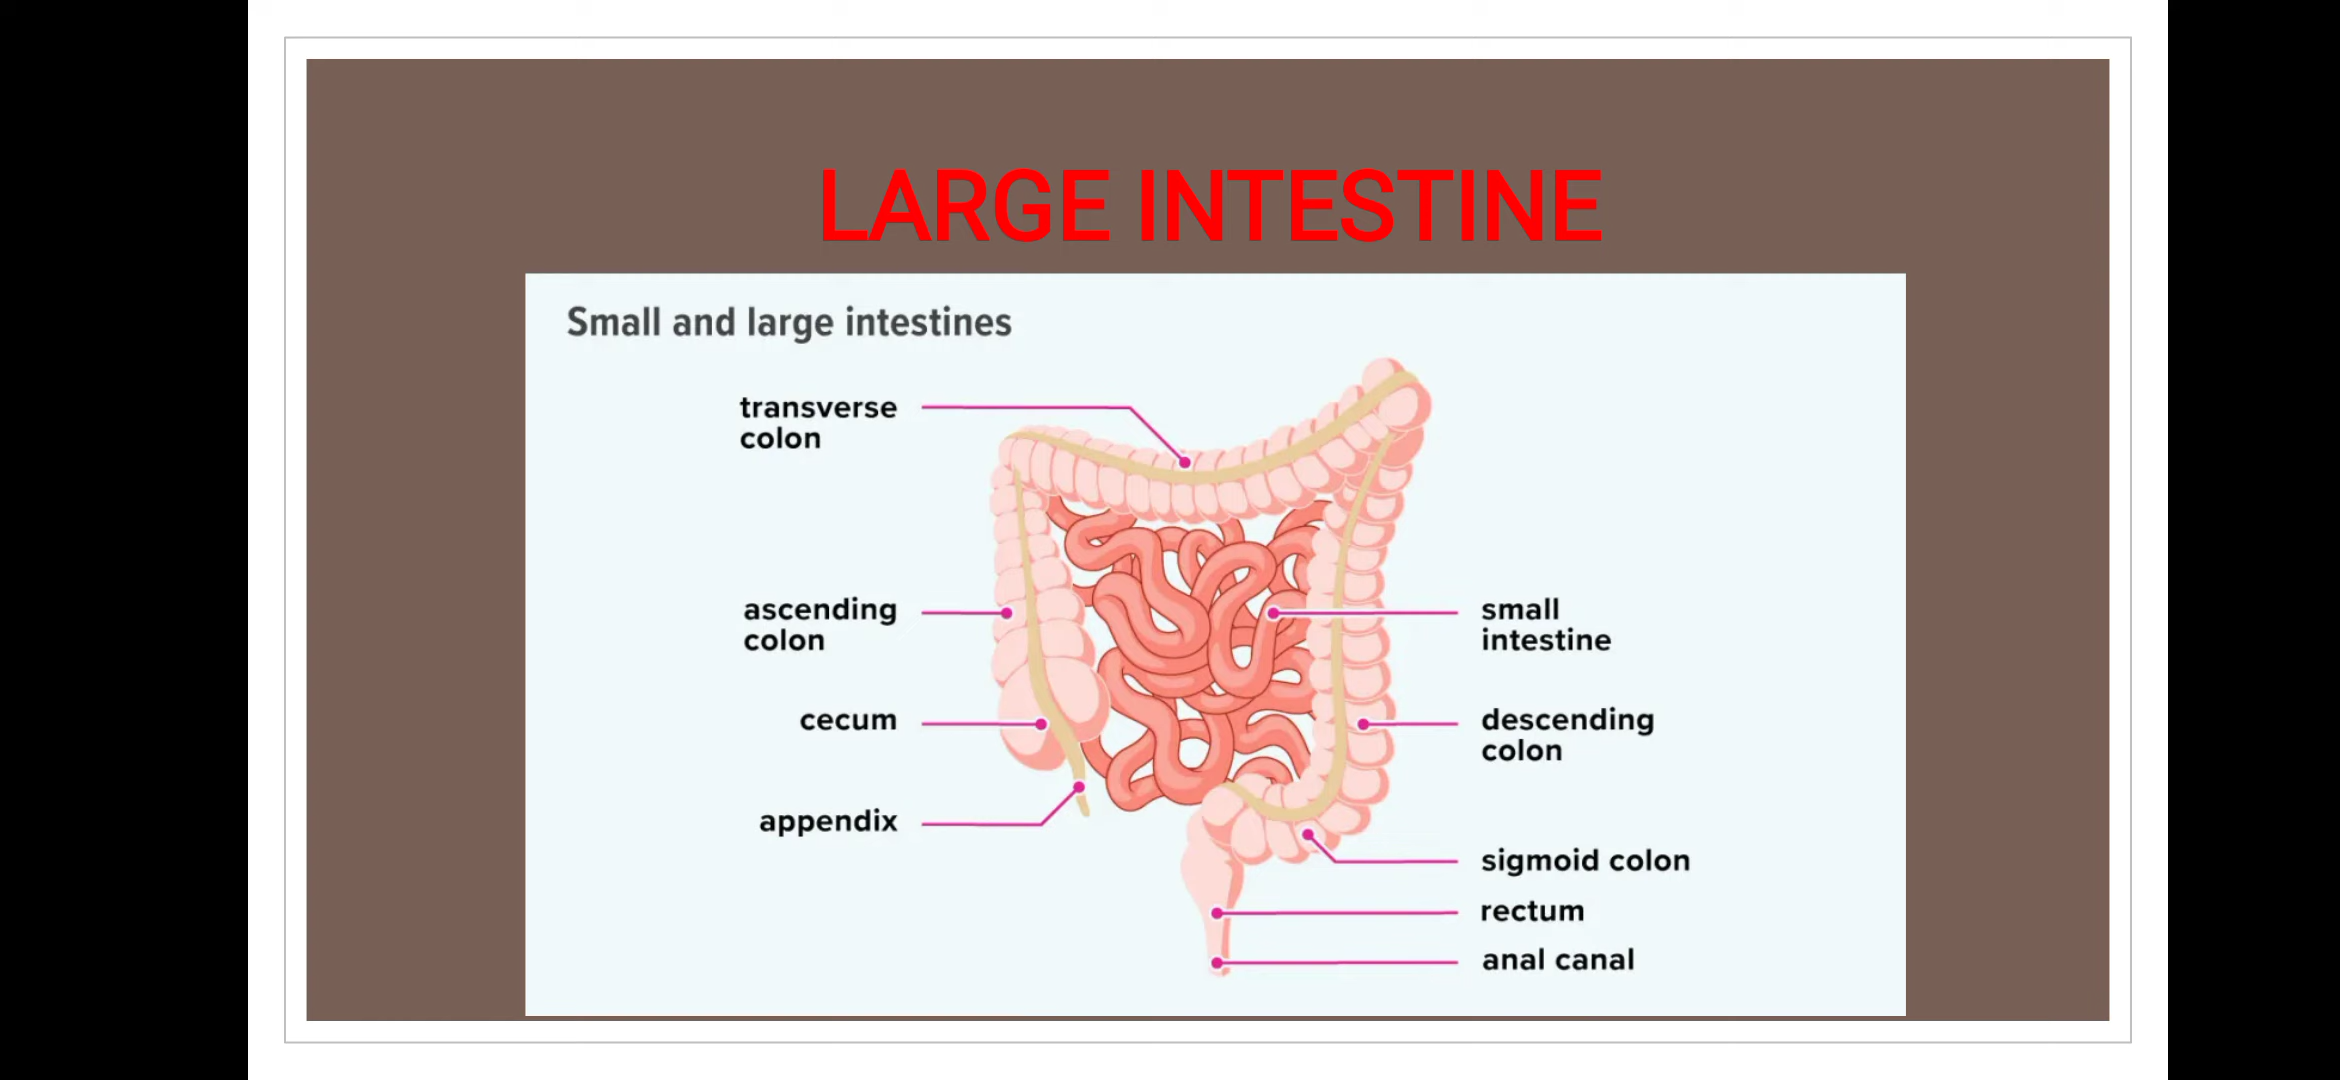 LARGE INTESTINE
Small and large intestines
transverse
colon
ascending
colon
cecum
appendix
small
intestine
descending
colon
sigmoid colon
rectum
anal canal